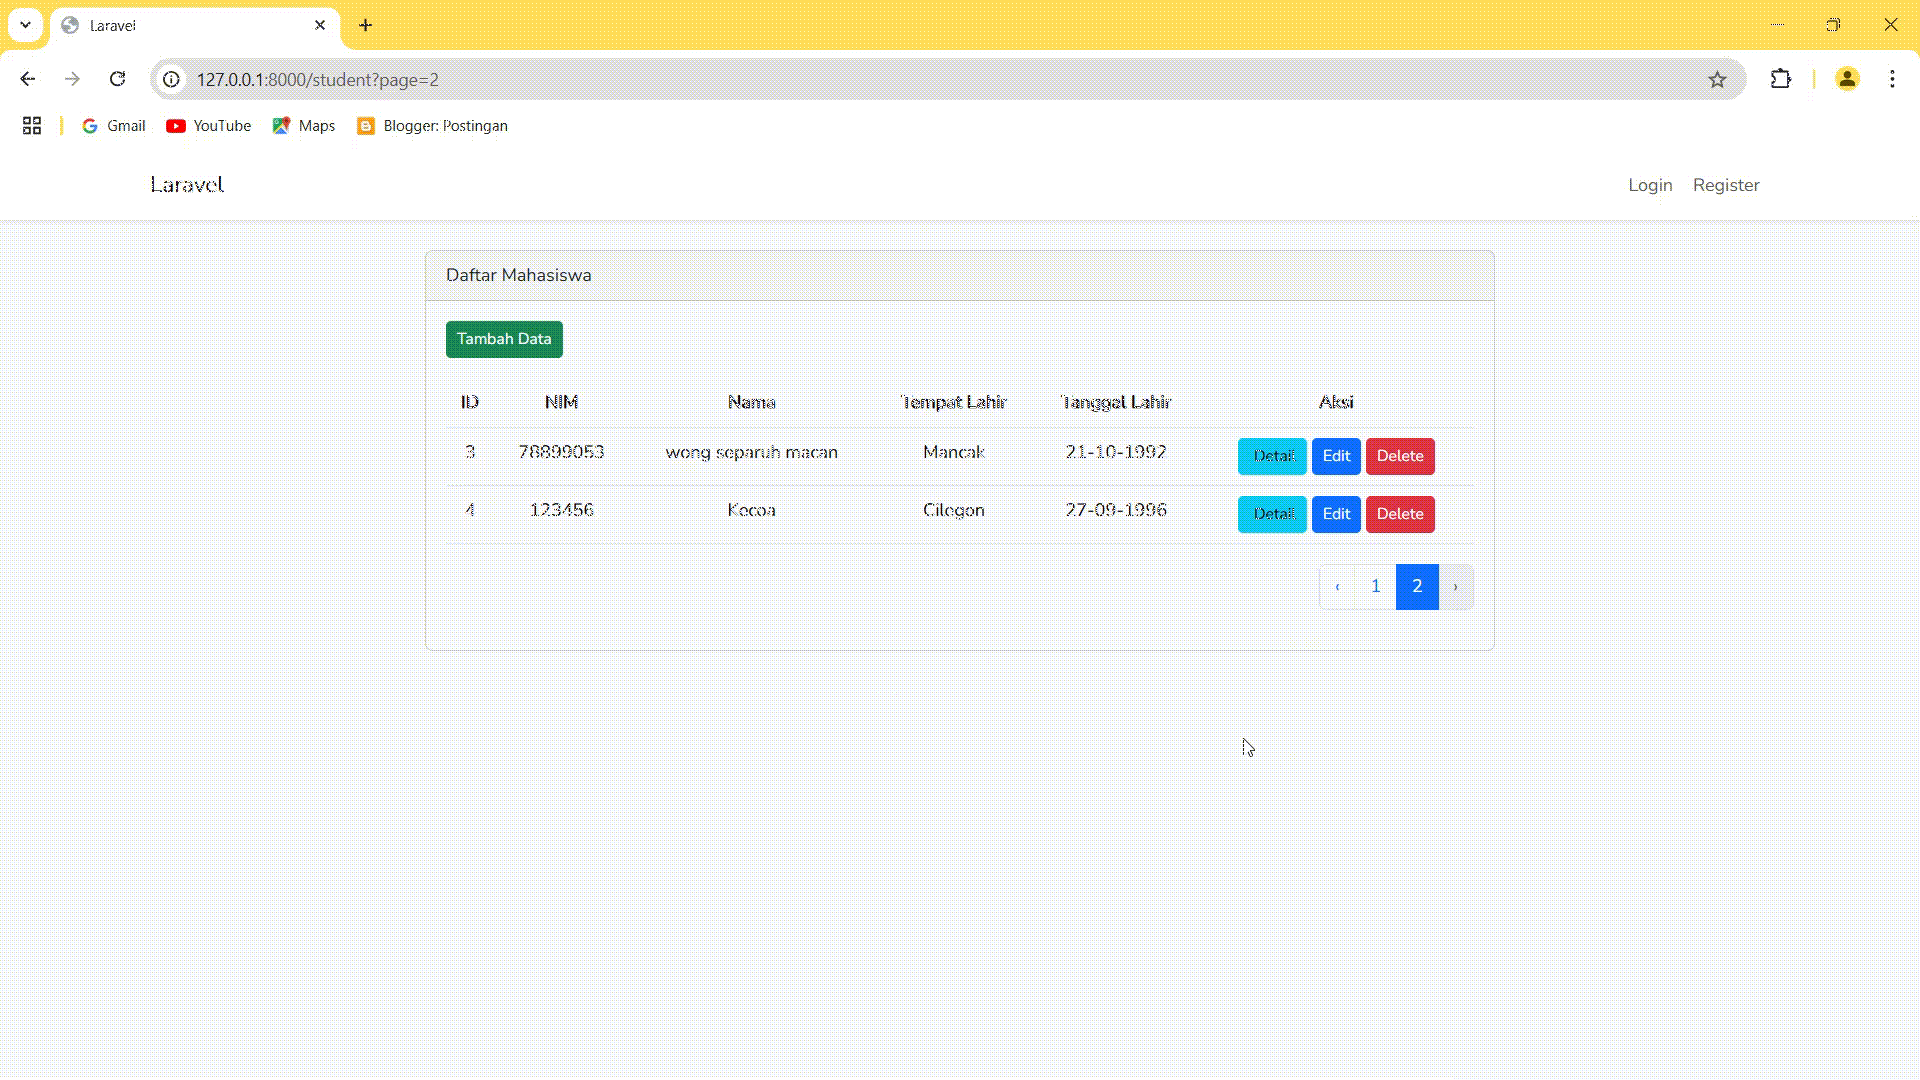 Laravel
127.0.0.1:8000/student?page=2
Gmail YouTube Maps Blogger: Postingan
Laravel Login Register
Daftar Mahasiswa
Tambah Data
ID NIM Nama Tempat Lahir Tanggal Lahir Aksi
3 78899053 wong separuh macan Mancak 21-10-1992 Detail Edit Delete
4 123456 Kecoa Cilegon 27-09-1996 Detail Edit Delete
‹ 1 2 ›